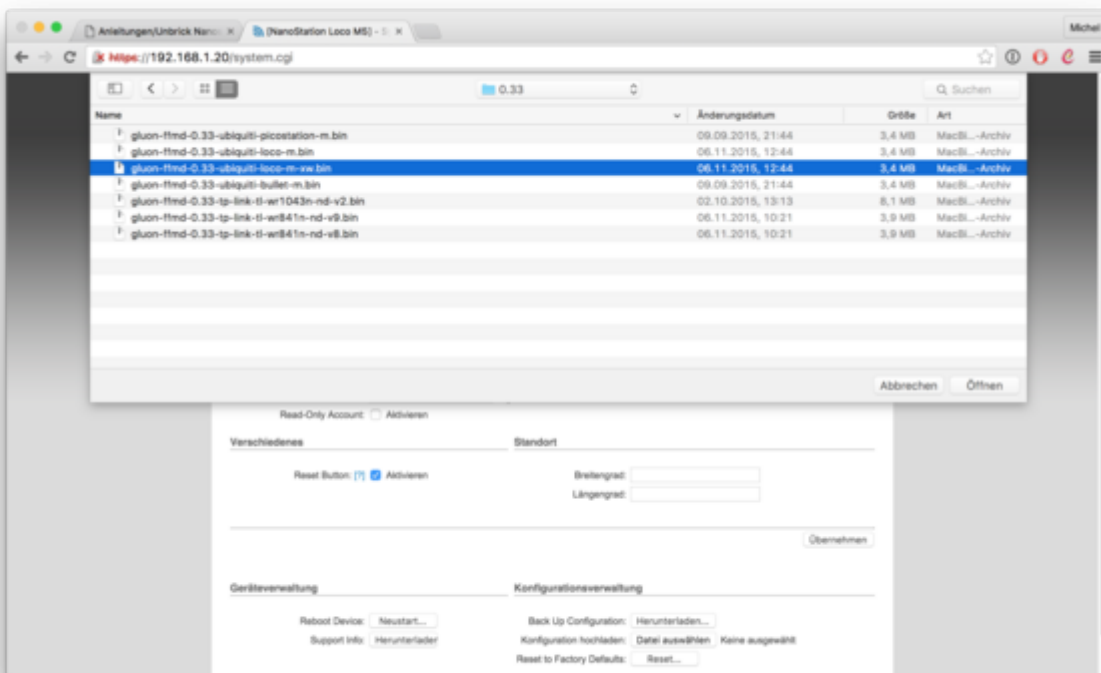 Anleitungen/Unbrick Nano
[NanoStation Loco M5] - S
Michel
https://192.168.1.20/system.cgi
0.33
Suchen
Name Änderungsdatum Größe Art
gluon-ffmd-0.33-ubiquiti-picostation-m.bin 09.09.2015, 21:44 3,4 MB MacBi...-Archiv
gluon-ffmd-0.33-ubiquiti-loco-m.bin 06.11.2015, 12:44 3,4 MB MacBi...-Archiv
gluon-ffmd-0.33-ubiquiti-loco-m-xw.bin 06.11.2015, 12:44 3,4 MB MacBi...-Archiv
gluon-ffmd-0.33-ubiquiti-bullet-m.bin 09.09.2015, 21:44 3,4 MB MacBi...-Archiv
gluon-ffmd-0.33-tp-link-tl-wr1043n-nd-v2.bin 02.10.2015, 13:13 8,1 MB MacBi...-Archiv
gluon-ffmd-0.33-tp-link-tl-wr841n-nd-v9.bin 06.11.2015, 10:21 3,9 MB MacBi...-Archiv
gluon-ffmd-0.33-tp-link-tl-wr841n-nd-v8.bin 06.11.2015, 10:21 3,9 MB MacBi...-Archiv
Abbrechen Öffnen
Read-Only Account: Aktivieren
Verschiedenes Standort
Reset Button: [?] Aktivieren Breitengrad:
Längengrad:
Übernehmen
Geräteverwaltung Konfigurationsverwaltung
Reboot Device: Neustart... Back Up Configuration: Herunterladen...
Support Info: Herunterladen Konfiguration hochladen: Datei auswählen Keine ausgewählt
Reset to Factory Defaults: Reset...